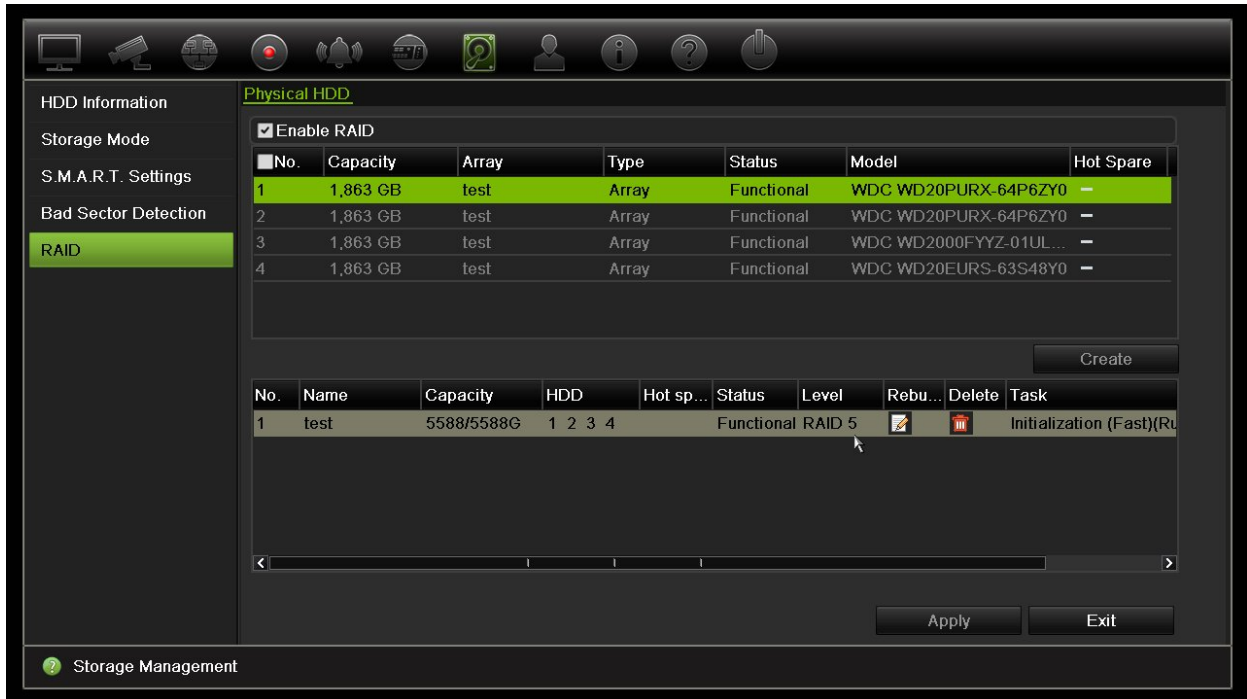 HDD Information
Storage Mode
S.M.A.R.T. Settings
Bad Sector Detection
RAID
Physical HDD
Enable RAID
No. Capacity Array Type Status Model Hot Spare
1 1,863 GB test Array Functional WDC WD20PURX-64P6ZY0 –
2 1,863 GB test Array Functional WDC WD20PURX-64P6ZY0 –
3 1,863 GB test Array Functional WDC WD2000FYYZ-01UL... –
4 1,863 GB test Array Functional WDC WD20EURS-63S48Y0 –
Create
No. Name Capacity HDD Hot sp... Status Level Rebu... Delete Task
1 test 5588/5588G 1 2 3 4 Functional RAID 5 Initialization (Fast)(Ru
Apply Exit
Storage Management